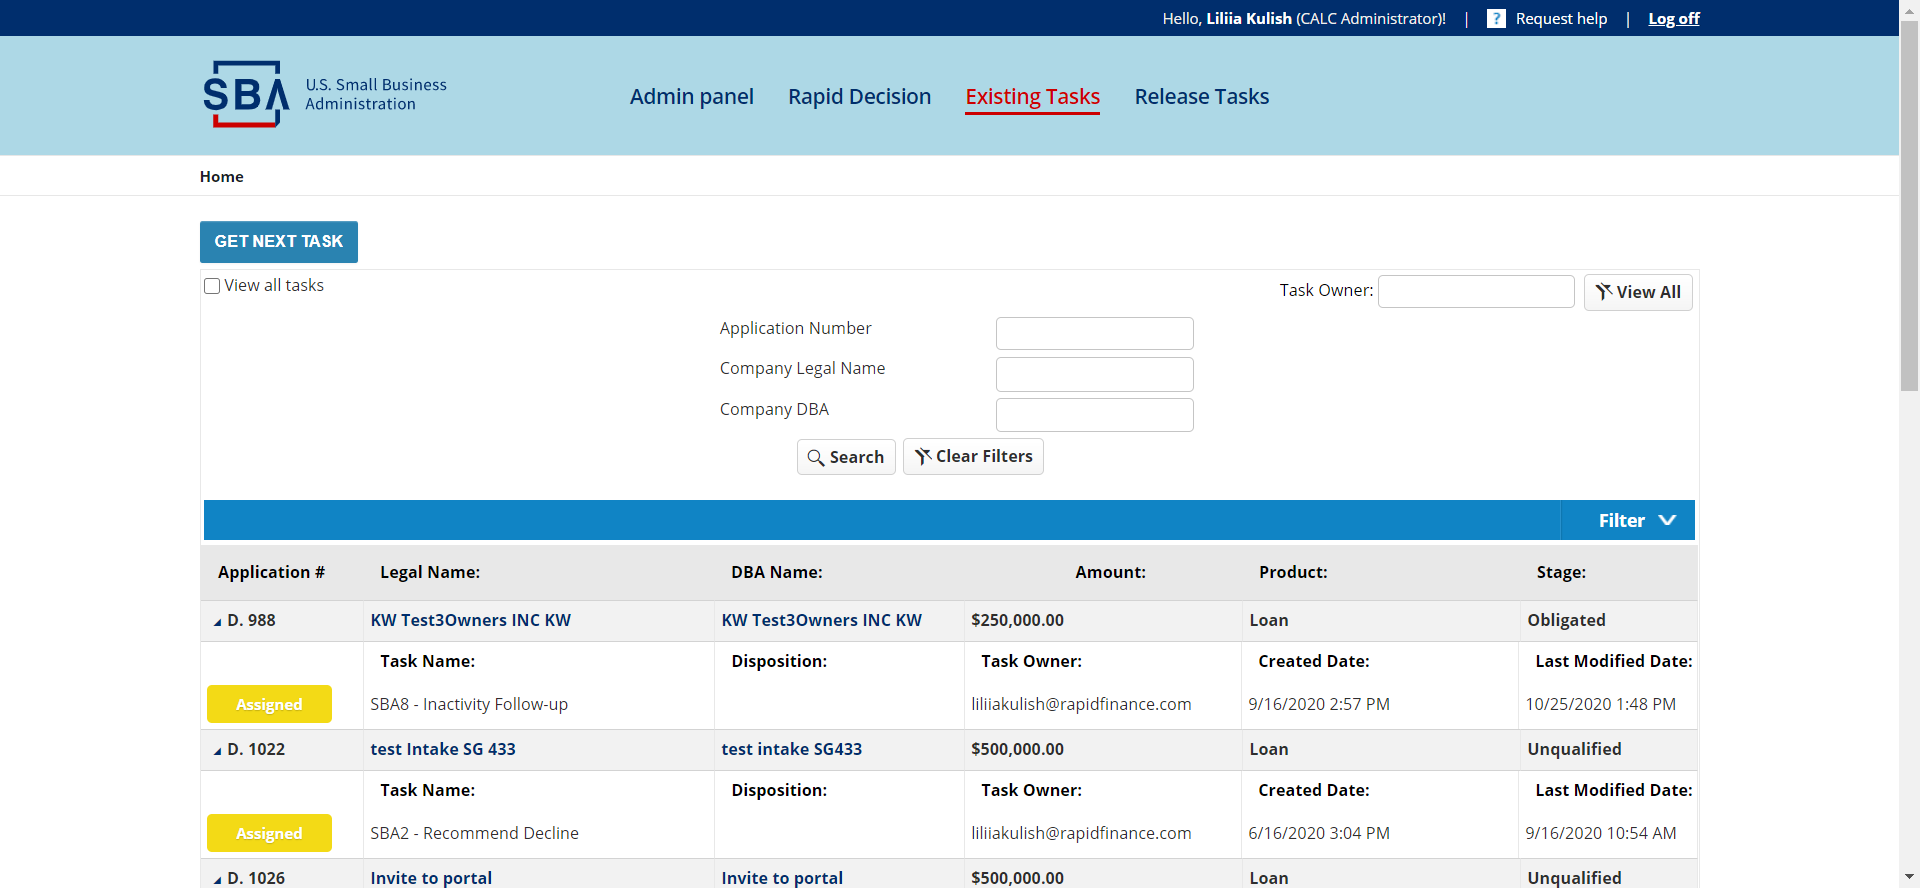 Hello, Liliia Kulish (CALC Administrator)! | ? Request help | Log off
SBA U.S. Small Business
Administration
Admin panel Rapid Decision Existing Tasks Release Tasks
Home
GET NEXT TASK
View all tasks
Task Owner: View All
Application Number
Company Legal Name
Company DBA
Search Clear Filters
Filter
Application # Legal Name: DBA Name: Amount: Product: Stage:
D. 988 KW Test3Owners INC KW KW Test3Owners INC KW $250,000.00 Loan Obligated
Task Name: Disposition: Task Owner: Created Date: Last Modified Date:
Assigned SBA8 - Inactivity Follow-up liliiakulish@rapidfinance.com 9/16/2020 2:57 PM 10/25/2020 1:48 PM
D. 1022 test Intake SG 433 test intake SG433 $500,000.00 Loan Unqualified
Task Name: Disposition: Task Owner: Created Date: Last Modified Date:
Assigned SBA2 - Recommend Decline liliiakulish@rapidfinance.com 6/16/2020 3:04 PM 9/16/2020 10:54 AM
D. 1026 Invite to portal Invite to portal $500,000.00 Loan Unqualified